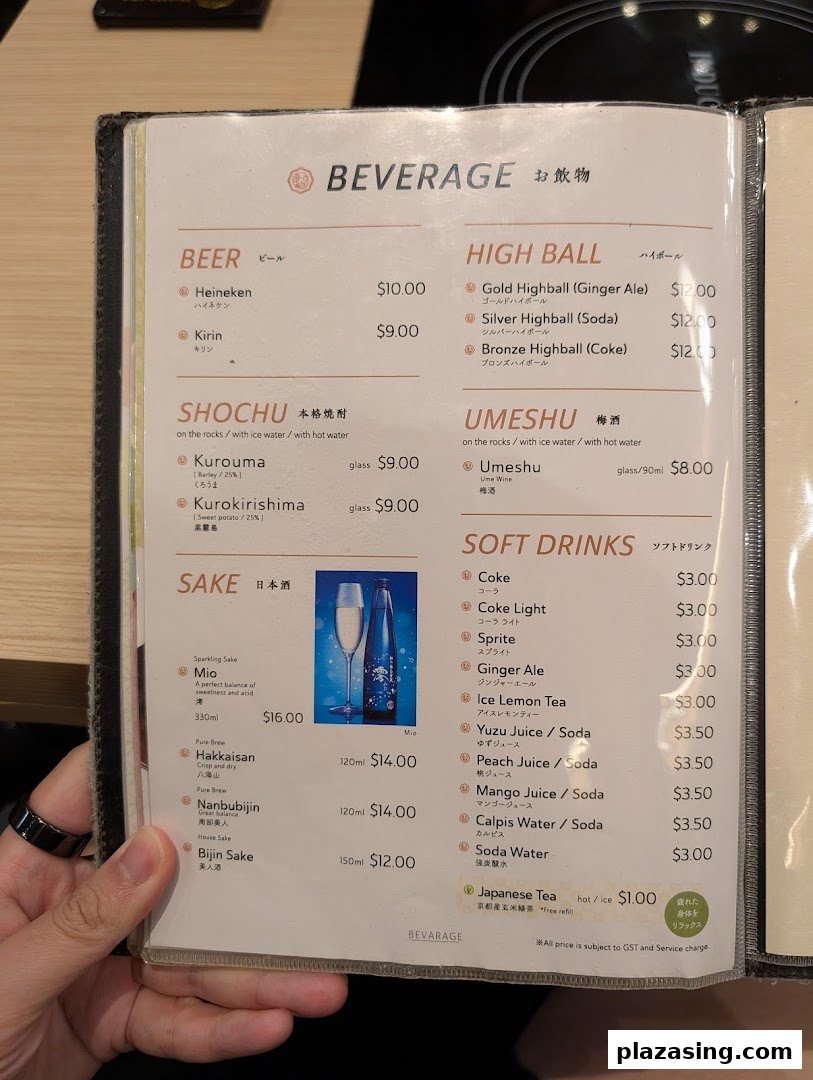 BEVERAGE お飲物
BEER ビール
Heineken $10.00
ハイネケン
Kirin $9.00
キリン
SHOCHU 本格焼酎
on the rocks / with ice water / with hot water
Kurouma glass $9.00
[ Barley / 25% ]
くろうま
Kurokirishima glass $9.00
[ Sweet potato / 25% ]
黒霧島
SAKE 日本酒
Sparkling Sake
Mio
A perfect balance of
sweetness and acid
澪
330ml $16.00
澪
Mio
Pure Brew
Hakkaisan 120ml $14.00
Crisp and dry
八海山
Pure Brew
Nanbubijin 120ml $14.00
Great balance
南部美人
House Sake
Bijin Sake 150ml $12.00
美人酒
HIGH BALL ハイボール
Gold Highball (Ginger Ale) $12.00
ゴールドハイボール
Silver Highball (Soda) $12.00
シルバーハイボール
Bronze Highball (Coke) $12.00
ブロンズハイボール
UMESHU 梅酒
on the rocks / with ice water / with hot water
Umeshu glass/90ml $8.00
Ume Wine
梅酒
SOFT DRINKS ソフトドリンク
Coke $3.00
コーラ
Coke Light $3.00
コーラ ライト
Sprite $3.00
スプライト
Ginger Ale $3.00
ジンジャーエール
Ice Lemon Tea $3.00
アイスレモンティー
Yuzu Juice / Soda $3.50
ゆずジュース
Peach Juice / Soda $3.50
桃ジュース
Mango Juice / Soda $3.50
マンゴージュース
Calpis Water / Soda $3.50
カルピス
Soda Water $3.00
強炭酸水
Japanese Tea hot / ice $1.00
京都産玄米緑茶 *Free refill
疲れた
身体を
リラックス
※All price is subject to GST and Service charge.
BEVARAGE
plazasing.com